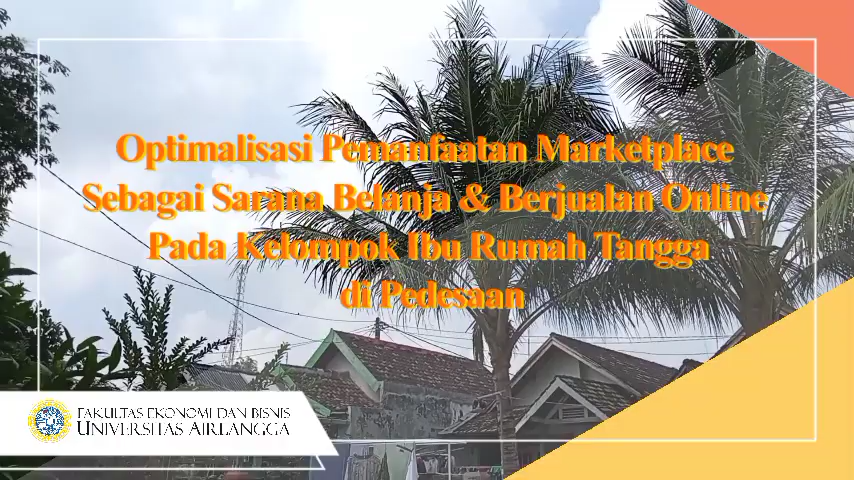 Optimalisasi Pemanfaatan Marketplace
Sebagai Sarana Belanja & Berjualan Online
Pada Kelompok Ibu Rumah Tangga
di Pedesaan
FAKULTAS EKONOMI DAN BISNIS
UNIVERSITAS AIRLANGGA